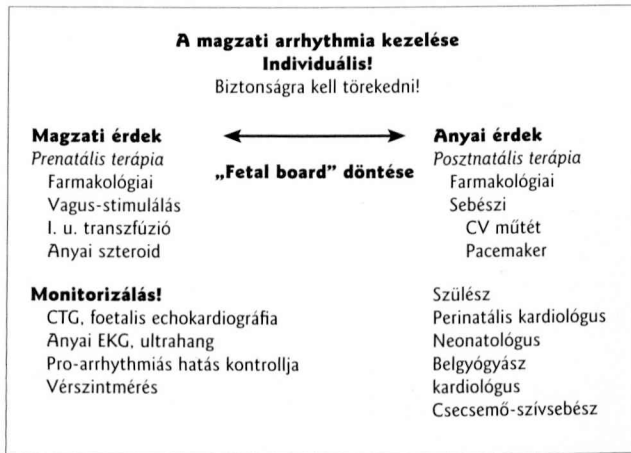 A magzati arrhythmia kezelése
Individuális!
Biztonságra kell törekedni!
Magzati érdek
Prenatális terápia
Farmakológiai
Vagus-stimulálás
I. u. transzfúzió
Anyai szteroid
„Fetal board” döntése
Anyai érdek
Posztnatális terápia
Farmakológiai
Sebészi
CV műtét
Pacemaker
Monitorizálás!
CTG, foetalis echokardiográfia
Anyai EKG, ultrahang
Pro-arrhythmiás hatás kontrollja
Vérszintmérés
Szülész
Perinatális kardiológus
Neonatológus
Belgyógyász
kardiológus
Csecsemő-szívsebész